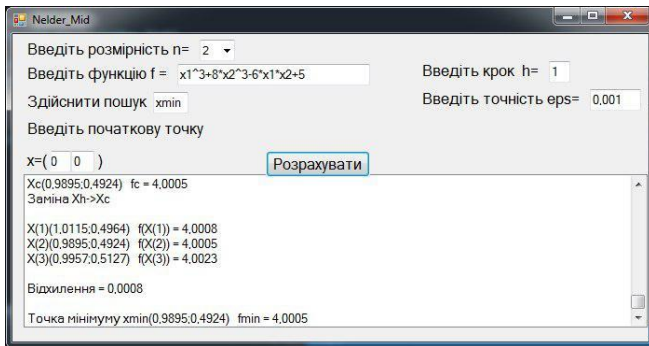 Nelder_Mid
Введіть розмірність n= 2
Введіть функцію f = x1^3+8*x2^3-6*x1*x2+5
Введіть крок h= 1
Здійснити пошук xmin
Введіть точність eps= 0,001
Введіть початкову точку
x=( 0 0 )
Розрахувати
Xc(0,9895;0,4924) fc = 4,0005
Заміна Xh->Xc
X(1)(1,0115;0,4964) f(X(1)) = 4,0008
X(2)(0,9895;0,4924) f(X(2)) = 4,0005
X(3)(0,9957;0,5127) f(X(3)) = 4,0023
Відхилення = 0,0008
Точка мінімуму xmin(0,9895;0,4924) fmin = 4,0005